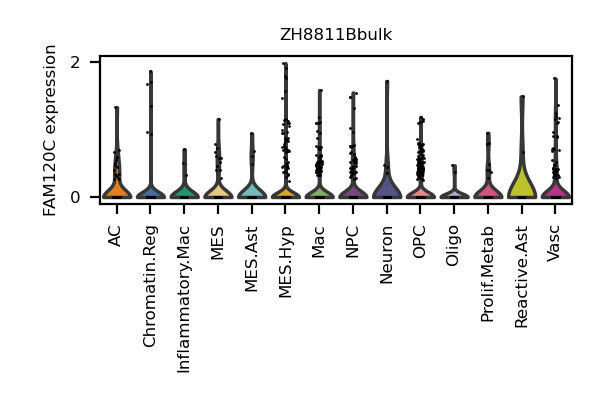 ZH8811Bbulk
FAM120C expression
2
0
AC
Chromatin.Reg
Inflammatory.Mac
MES
MES.Ast
MES.Hyp
Mac
NPC
Neuron
OPC
Oligo
Prolif.Metab
Reactive.Ast
Vasc